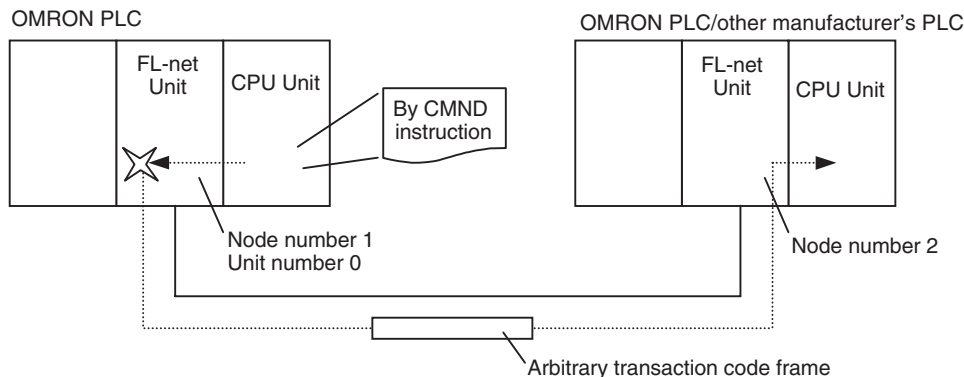 OMRON PLC
OMRON PLC/other manufacturer's PLC
FL-net
Unit
CPU Unit
By CMND
instruction
FL-net
Unit
CPU Unit
Node number 1
Unit number 0
Node number 2
Arbitrary transaction code frame